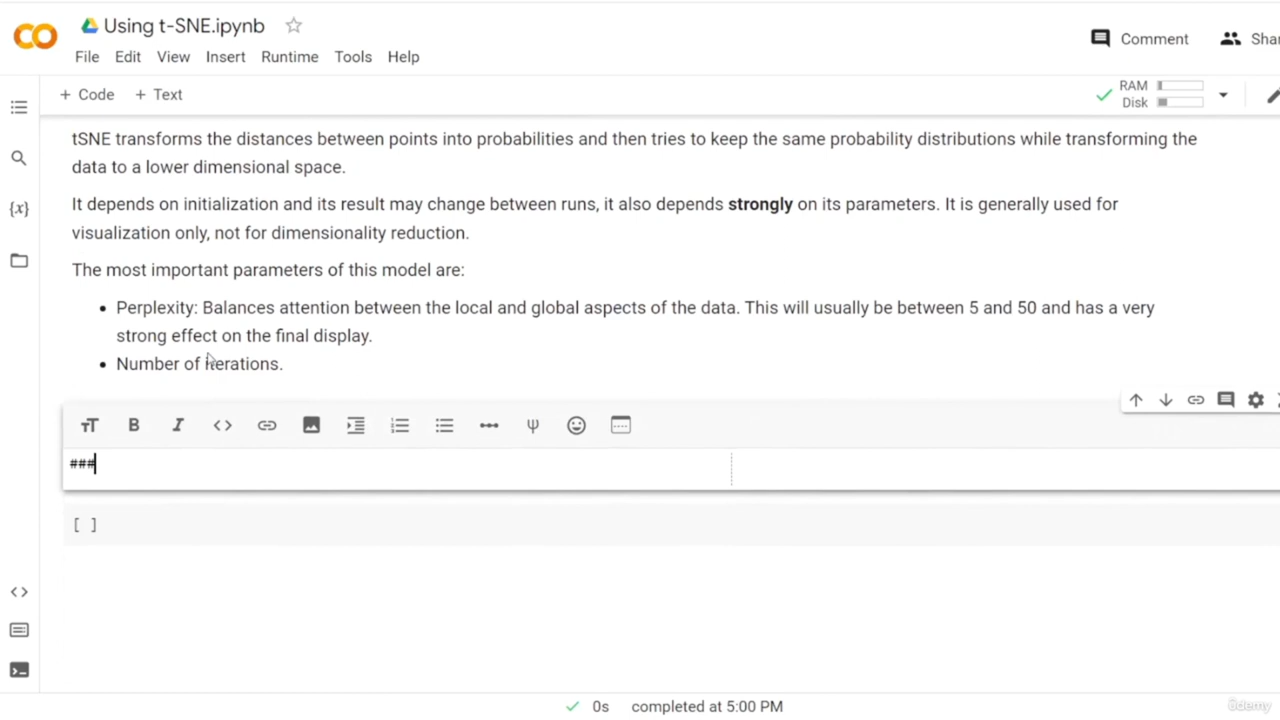 Using t-SNE.ipynb
File Edit View Insert Runtime Tools Help
Comment
+ Code + Text
RAM
Disk
tSNE transforms the distances between points into probabilities and then tries to keep the same probability distributions while transforming the
data to a lower dimensional space.
It depends on initialization and its result may change between runs, it also depends strongly on its parameters. It is generally used for
visualization only, not for dimensionality reduction.
The most important parameters of this model are:
• Perplexity: Balances attention between the local and global aspects of the data. This will usually be between 5 and 50 and has a very
strong effect on the final display.
• Number of iterations.
###
[ ]
0s completed at 5:00 PM
ûdemy